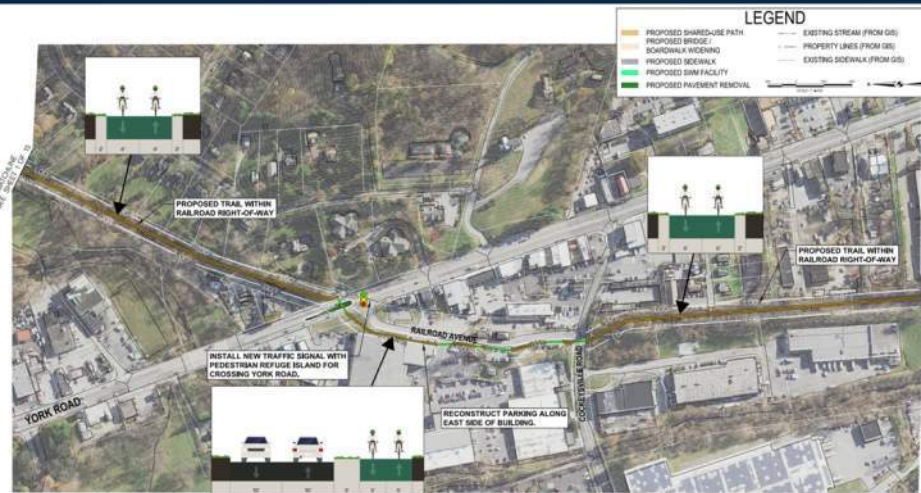 LEGEND
PROPOSED SHARED-USE PATH
PROPOSED BRIDGE /
BOARDWALK WIDENING
PROPOSED SIDEWALK
PROPOSED SWM FACILITY
PROPOSED PAVEMENT REMOVAL
EXISTING STREAM (FROM GIS)
PROPERTY LINES (FROM GIS)
EXISTING SIDEWALK (FROM GIS)
PROPOSED TRAIL WITHIN
RAILROAD RIGHT-OF-WAY
PROPOSED TRAIL WITHIN
RAILROAD RIGHT-OF-WAY
RAILROAD AVENUE
INSTALL NEW TRAFFIC SIGNAL WITH
PEDESTRIAN REFUGE ISLAND FOR
CROSSING YORK ROAD.
RECONSTRUCT PARKING ALONG
EAST SIDE OF BUILDING.
YORK ROAD
COCKEYSVILLE ROAD